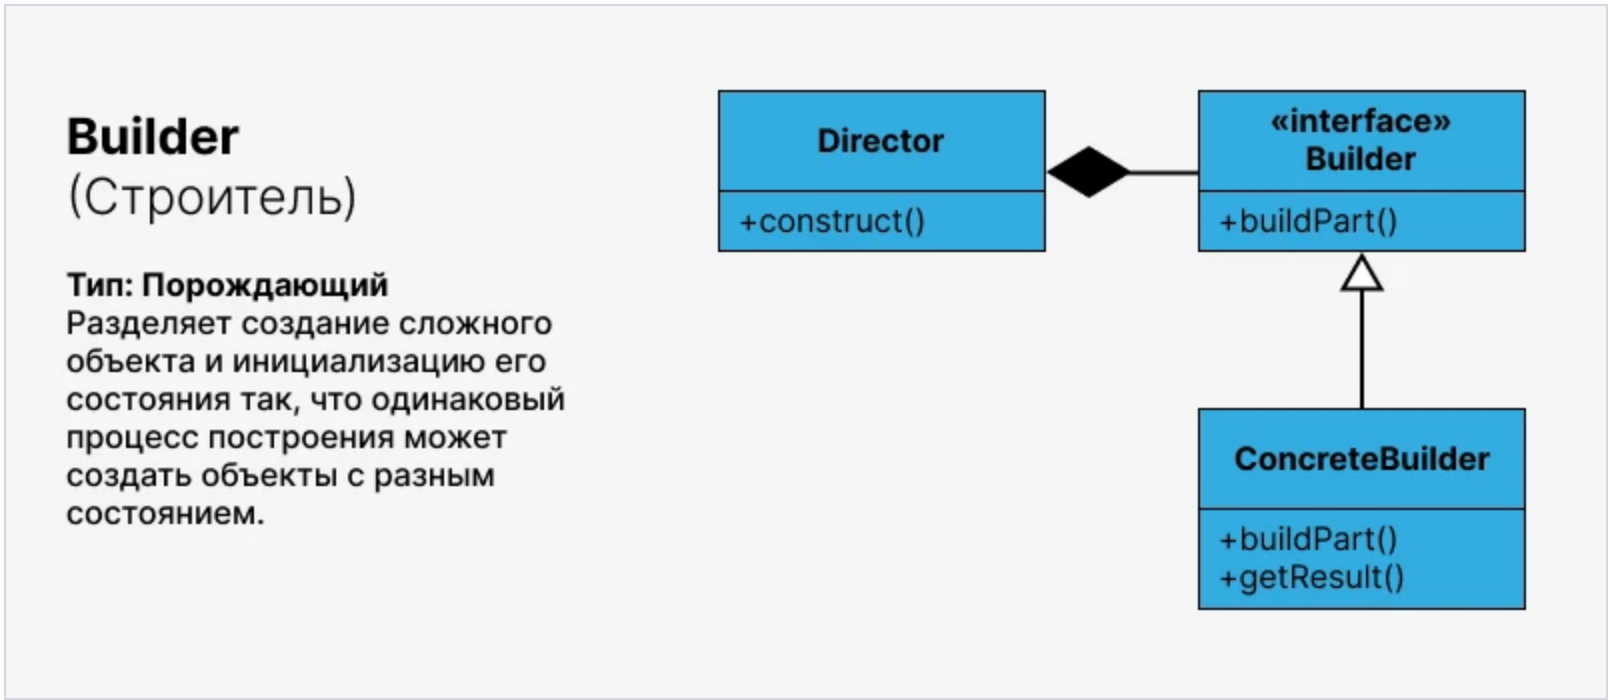 Builder
(Строитель)
Тип: Порождающий
Разделяет создание сложного
объекта и инициализацию его
состояния так, что одинаковый
процесс построения может
создать объекты с разным
состоянием.
Director
+construct()
«interface»
Builder
+buildPart()
ConcreteBuilder
+buildPart()
+getResult()